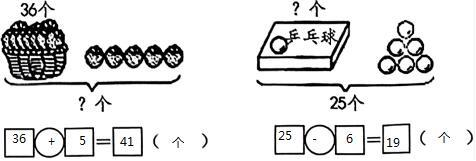 36个
? 个
? 个
乒乓球
25个
36 + 5 = 41 ( 个 )
25 - 6 = 19 ( 个 )